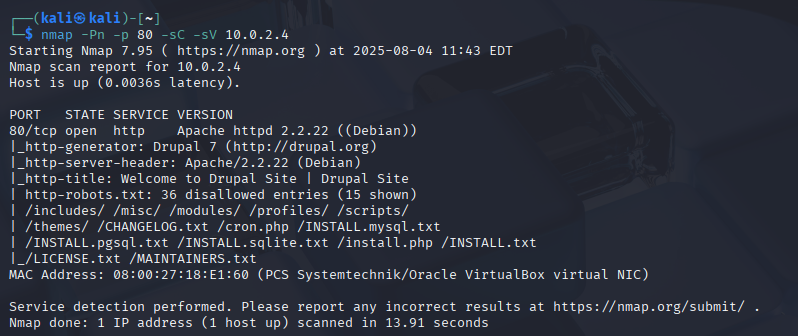 ┌──(kali㉿kali)-[~]
└─$ nmap -Pn -p 80 -sC -sV 10.0.2.4
Starting Nmap 7.95 ( https://nmap.org ) at 2025-08-04 11:43 EDT
Nmap scan report for 10.0.2.4
Host is up (0.0036s latency).

PORT   STATE SERVICE VERSION
80/tcp open  http    Apache httpd 2.2.22 ((Debian))
|_http-generator: Drupal 7 (http://drupal.org)
|_http-server-header: Apache/2.2.22 (Debian)
|_http-title: Welcome to Drupal Site | Drupal Site
| http-robots.txt: 36 disallowed entries (15 shown)
| /includes/ /misc/ /modules/ /profiles/ /scripts/
| /themes/ /CHANGELOG.txt /cron.php /INSTALL.mysql.txt
| /INSTALL.pgsql.txt /INSTALL.sqlite.txt /install.php /INSTALL.txt
|_/LICENSE.txt /MAINTAINERS.txt
MAC Address: 08:00:27:18:E1:60 (PCS Systemtechnik/Oracle VirtualBox virtual NIC)

Service detection performed. Please report any incorrect results at https://nmap.org/submit/ .
Nmap done: 1 IP address (1 host up) scanned in 13.91 seconds